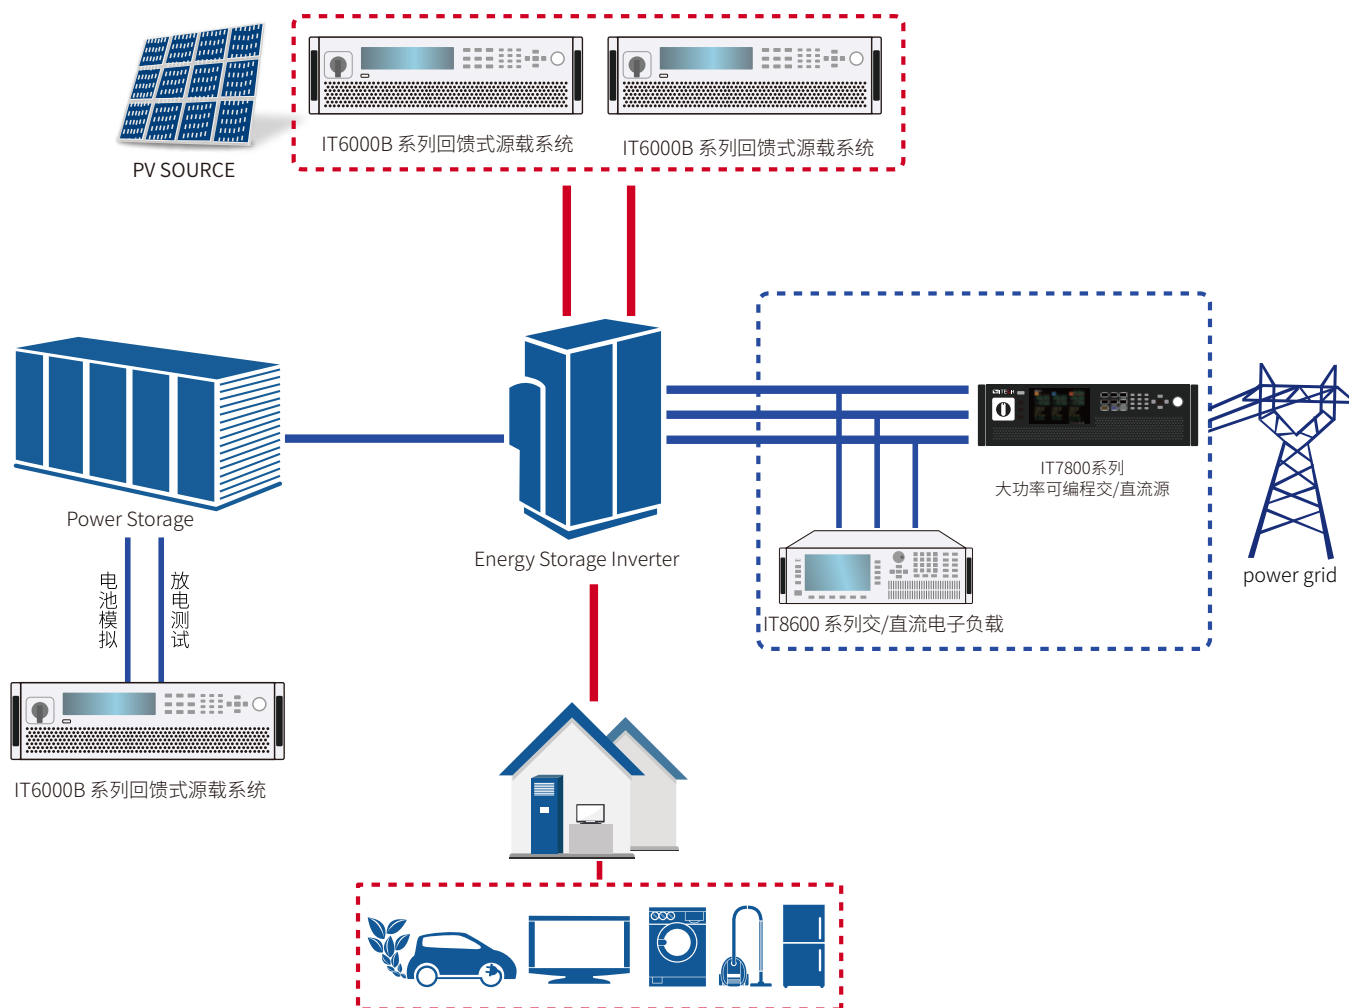 PV SOURCE
IT6000B 系列回馈式源载系统
IT6000B 系列回馈式源载系统
Power Storage
Energy Storage Inverter
ITECH
IT7800系列
大功率可编程交/直流源
power grid
IT8600 系列交/直流电子负载
电池模拟
放电测试
IT6000B 系列回馈式源载系统